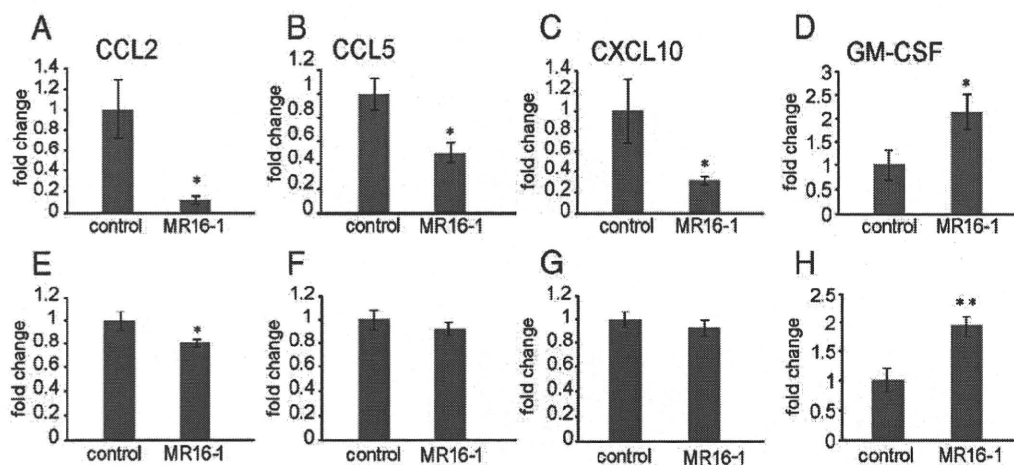 A CCL2
fold change
1.4
1.2
1
0.8
0.6
0.4
0.2
0
*
control MR16-1
B CCL5
fold change
1.2
1
0.8
0.6
0.4
0.2
0
*
control MR16-1
C CXCL10
fold change
1.4
1.2
1
0.8
0.6
0.4
0.2
0
*
control MR16-1
D GM-CSF
fold change
3
2.5
2
1.5
1
0.5
0
*
control MR16-1
E
fold change
1.2
1
0.8
0.6
0.4
0.2
0
*
control MR16-1
F
fold change
1.2
1
0.8
0.6
0.4
0.2
0
control MR16-1
G
fold change
1.2
1
0.8
0.6
0.4
0.2
0
control MR16-1
H
fold change
2.5
2
1.5
1
0.5
0
**
control MR16-1